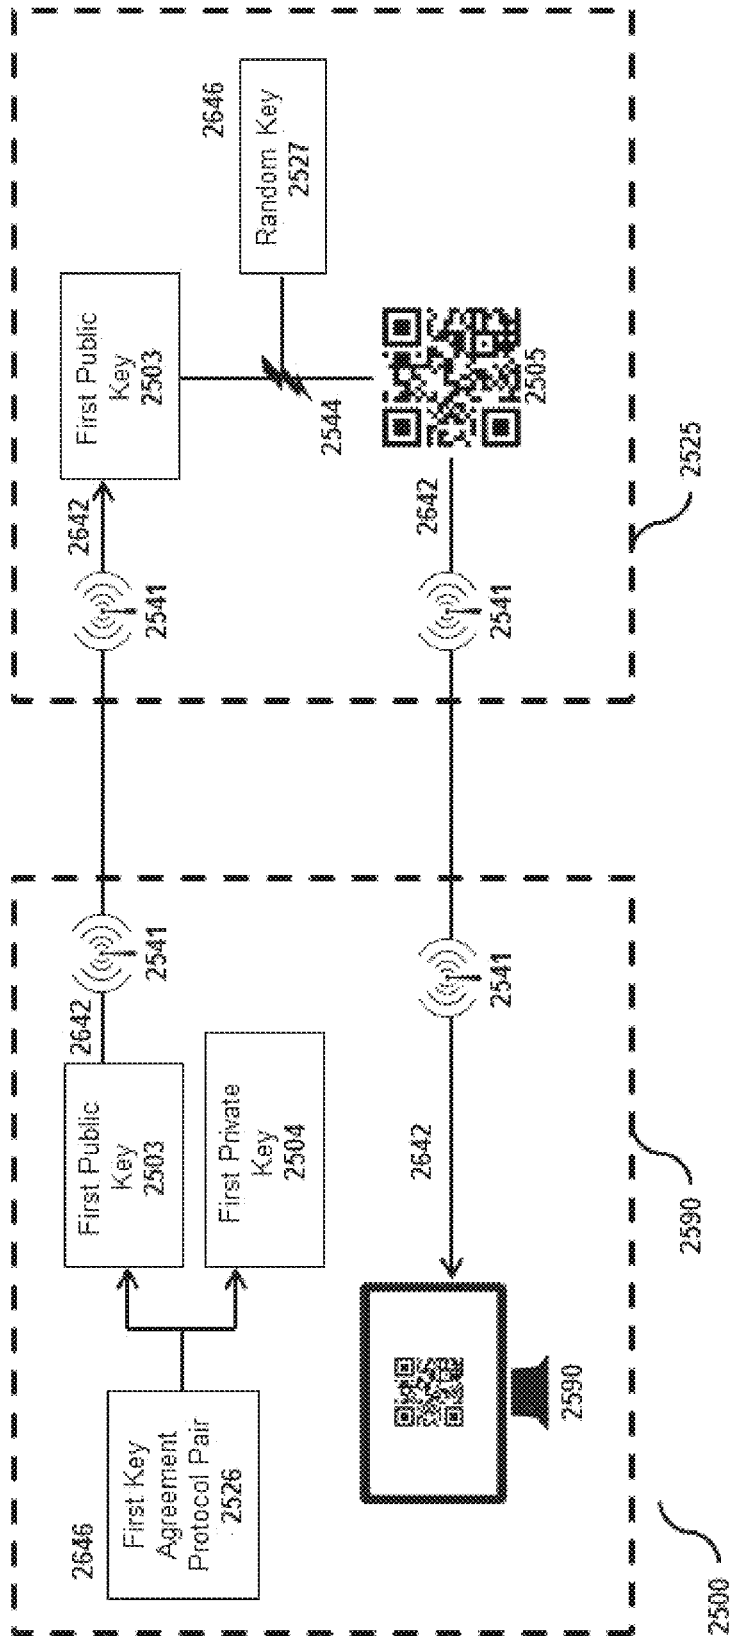 2646
First Key
Agreement
Protocol Pair
2526
First Public
Key
2503
First Private
Key
2504
2642
2541
2541
2642
First Public
Key
2503
2646
Random Key
2527
2544
2505
2642
2541
2541
2642
2590
2500
2590
2525